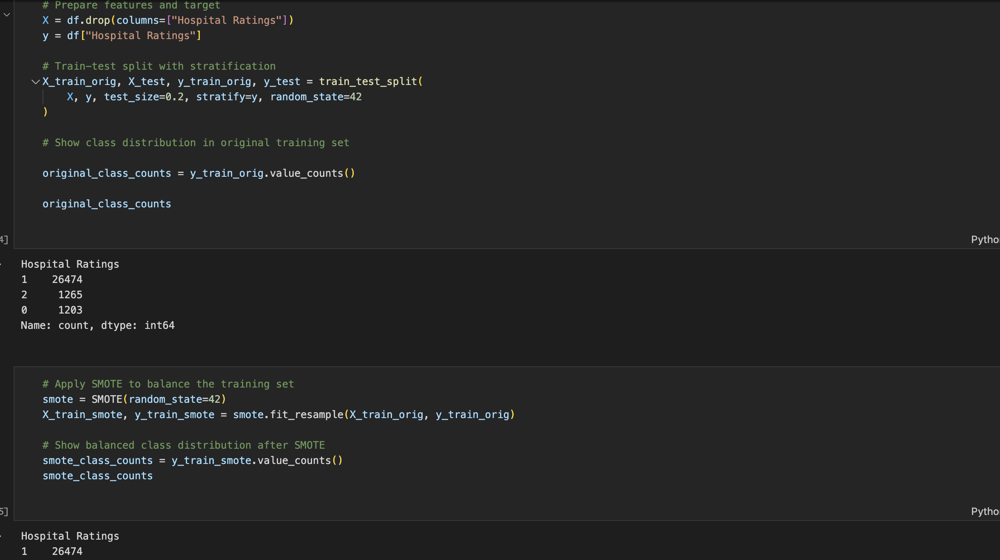 # Prepare features and target
X = df.drop(columns=["Hospital Ratings"])
y = df["Hospital Ratings"]
# Train-test split with stratification
X_train_orig, X_test, y_train_orig, y_test = train_test_split(
    X, y, test_size=0.2, stratify=y, random_state=42
)
# Show class distribution in original training set
original_class_counts = y_train_orig.value_counts()
original_class_counts
4]
Pytho
Hospital Ratings
1    26474
2     1265
0     1203
Name: count, dtype: int64
# Apply SMOTE to balance the training set
smote = SMOTE(random_state=42)
X_train_smote, y_train_smote = smote.fit_resample(X_train_orig, y_train_orig)
# Show balanced class distribution after SMOTE
smote_class_counts = y_train_smote.value_counts()
smote_class_counts
5]
Pytho
Hospital Ratings
1    26474